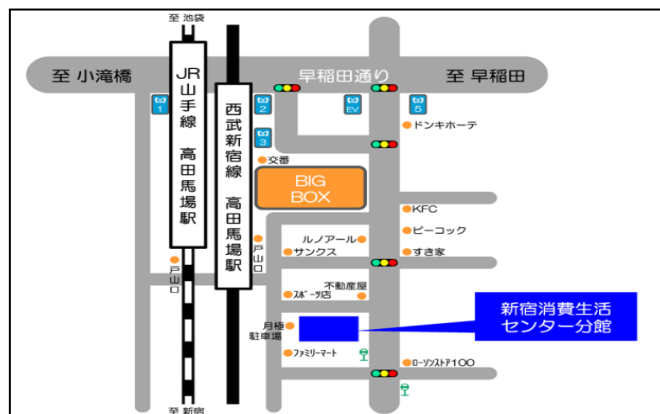 至 池袋
至 小滝橋
早稲田通り
至 早稲田
JR山手線 高田馬場駅
西武新宿線 高田馬場駅
1
2
3
EV
5
ドンキホーテ
交番
BIG
BOX
KFC
ピーコック
すき家
ルノアール
サンクス
戸山口
戸山口
スポーツ店
不動産屋
新宿消費生活
センター分館
月極
駐車場
ファミリーマート
ローソンストア100
至 新宿